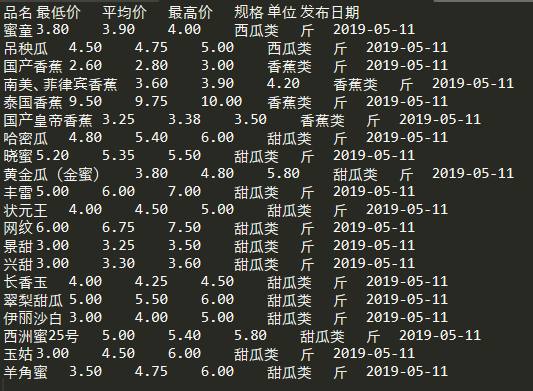 品名 最低价 平均价 最高价 规格 单位 发布日期
蜜童 3.80 3.90 4.00 西瓜类 斤 2019-05-11
吊秧瓜 4.50 4.75 5.00 西瓜类 斤 2019-05-11
国产香蕉 2.60 2.80 3.00 香蕉类 斤 2019-05-11
南美、菲律宾香蕉 3.60 3.90 4.20 香蕉类 斤 2019-05-11
泰国香蕉 9.50 9.75 10.00 香蕉类 斤 2019-05-11
国产皇帝香蕉 3.25 3.38 3.50 香蕉类 斤 2019-05-11
哈密瓜 4.80 5.40 6.00 甜瓜类 斤 2019-05-11
晓蜜 5.20 5.35 5.50 甜瓜类 斤 2019-05-11
黄金瓜（金蜜） 3.80 4.80 5.80 甜瓜类 斤 2019-05-11
丰雷 5.00 6.00 7.00 甜瓜类 斤 2019-05-11
状元王 4.00 4.50 5.00 甜瓜类 斤 2019-05-11
网纹 6.00 6.75 7.50 甜瓜类 斤 2019-05-11
景甜 3.00 3.25 3.50 甜瓜类 斤 2019-05-11
兴甜 3.00 3.30 3.60 甜瓜类 斤 2019-05-11
长香玉 4.00 4.25 4.50 甜瓜类 斤 2019-05-11
翠梨甜瓜 5.00 5.50 6.00 甜瓜类 斤 2019-05-11
伊丽沙白 3.00 4.00 5.00 甜瓜类 斤 2019-05-11
西洲蜜25号 5.00 5.40 5.80 甜瓜类 斤 2019-05-11
玉姑 3.00 4.50 6.00 甜瓜类 斤 2019-05-11
羊角蜜 3.50 4.75 6.00 甜瓜类 斤 2019-05-11